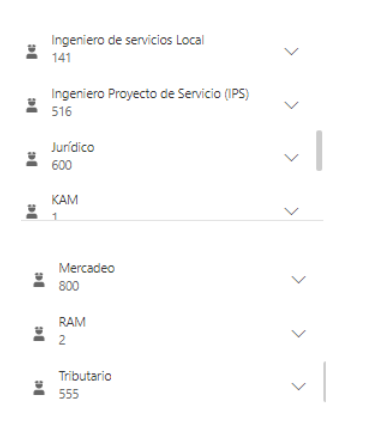 Ingeniero de servicios Local
141
Ingeniero Proyecto de Servicio (IPS)
516
Jurídico
600
KAM
1
Mercadeo
800
RAM
2
Tributario
555